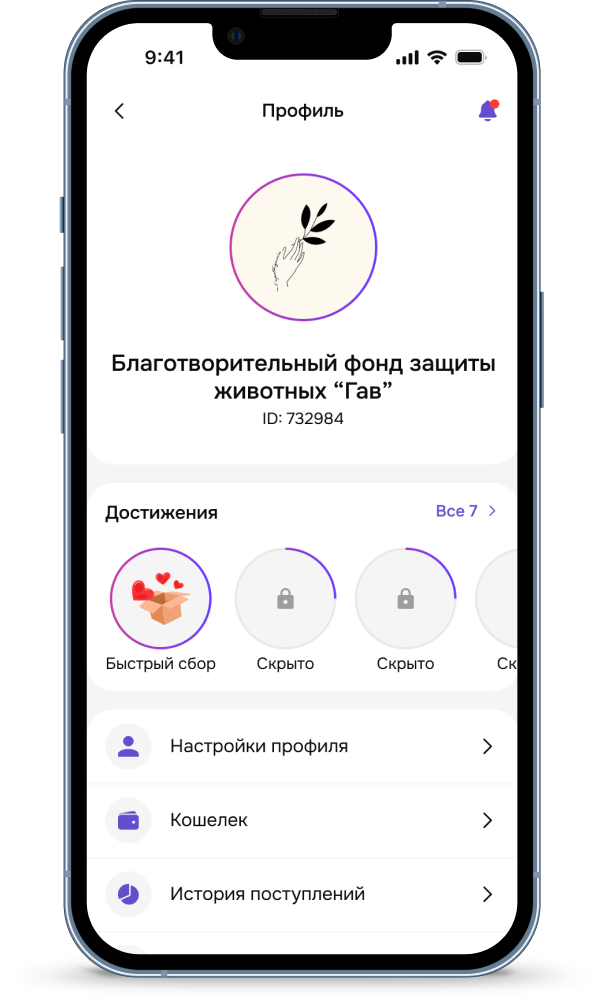 9:41
Профиль
Благотворительный фонд защиты
животных “Гав”
ID: 732984
Достижения
Все 7
Быстрый сбор
Скрыто
Скрыто
Ск
Настройки профиля
Кошелек
История поступлений